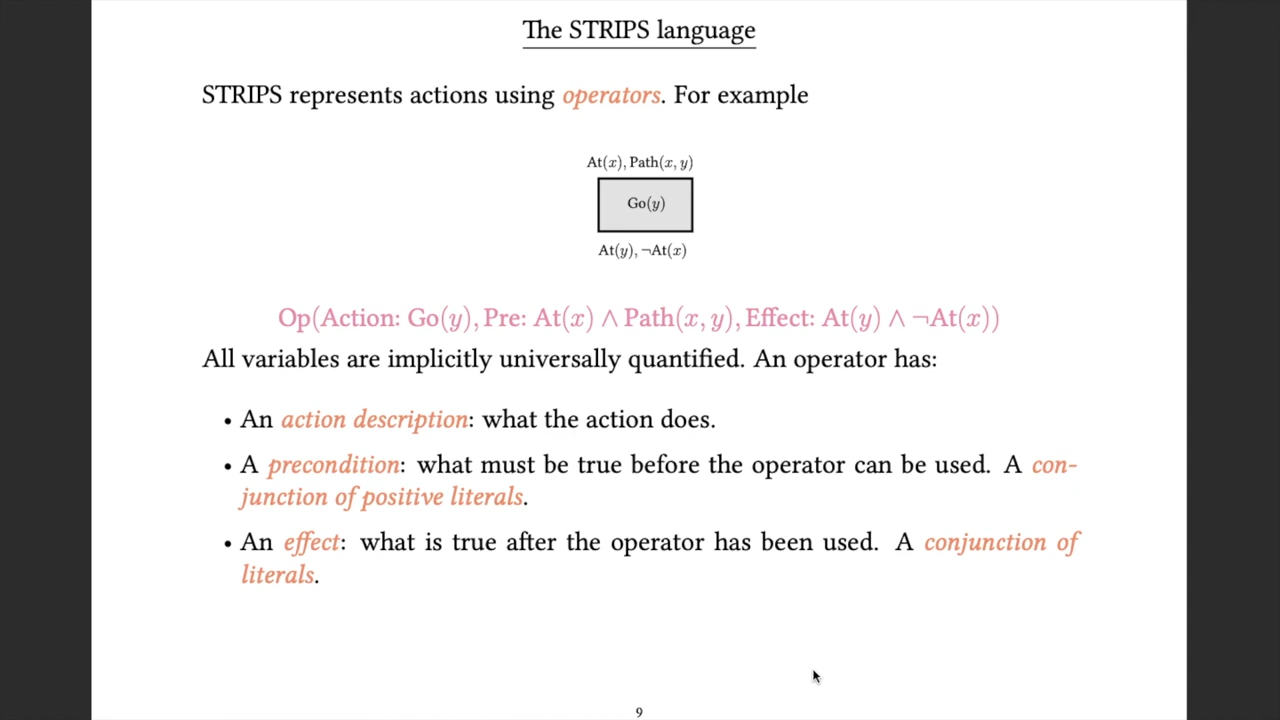 The STRIPS language
STRIPS represents actions using operators. For example
At(x), Path(x, y)
Go(y)
At(y), ¬At(x)
Op(Action: Go(y), Pre: At(x) ∧ Path(x, y), Effect: At(y) ∧ ¬At(x))
All variables are implicitly universally quantified. An operator has:
• An action description: what the action does.
• A precondition: what must be true before the operator can be used. A con-
junction of positive literals.
• An effect: what is true after the operator has been used. A conjunction of
literals.
9